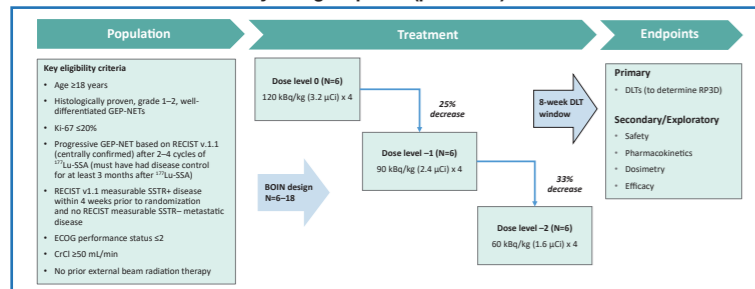 Population
Treatment
Endpoints
Key eligibility criteria
• Age ≥18 years
• Histologically proven, grade 1–2, well-
differentiated GEP-NETs
• Ki-67 ≤20%
• Progressive GEP-NET based on RECIST v.1.1
(centrally confirmed) after 2–4 cycles of
¹⁷⁷Lu-SSA (must have had disease control
for at least 3 months after ¹⁷⁷Lu-SSA)
• RECIST v1.1 measurable SSTR+ disease
within 4 weeks prior to randomization
and no RECIST measurable SSTR– metastatic
disease
• ECOG performance status ≤2
• CrCl ≥50 mL/min
• No prior external beam radiation therapy
Dose level 0 (N=6)
120 kBq/kg (3.2 μCi) x 4
25%
decrease
Dose level –1 (N=6)
90 kBq/kg (2.4 μCi) x 4
33%
decrease
Dose level –2 (N=6)
60 kBq/kg (1.6 μCi) x 4
BOIN design
N=6–18
8-week DLT
window
Primary
• DLTs (to determine RP3D)
Secondary/Exploratory
• Safety
• Pharmacokinetics
• Dosimetry
• Efficacy